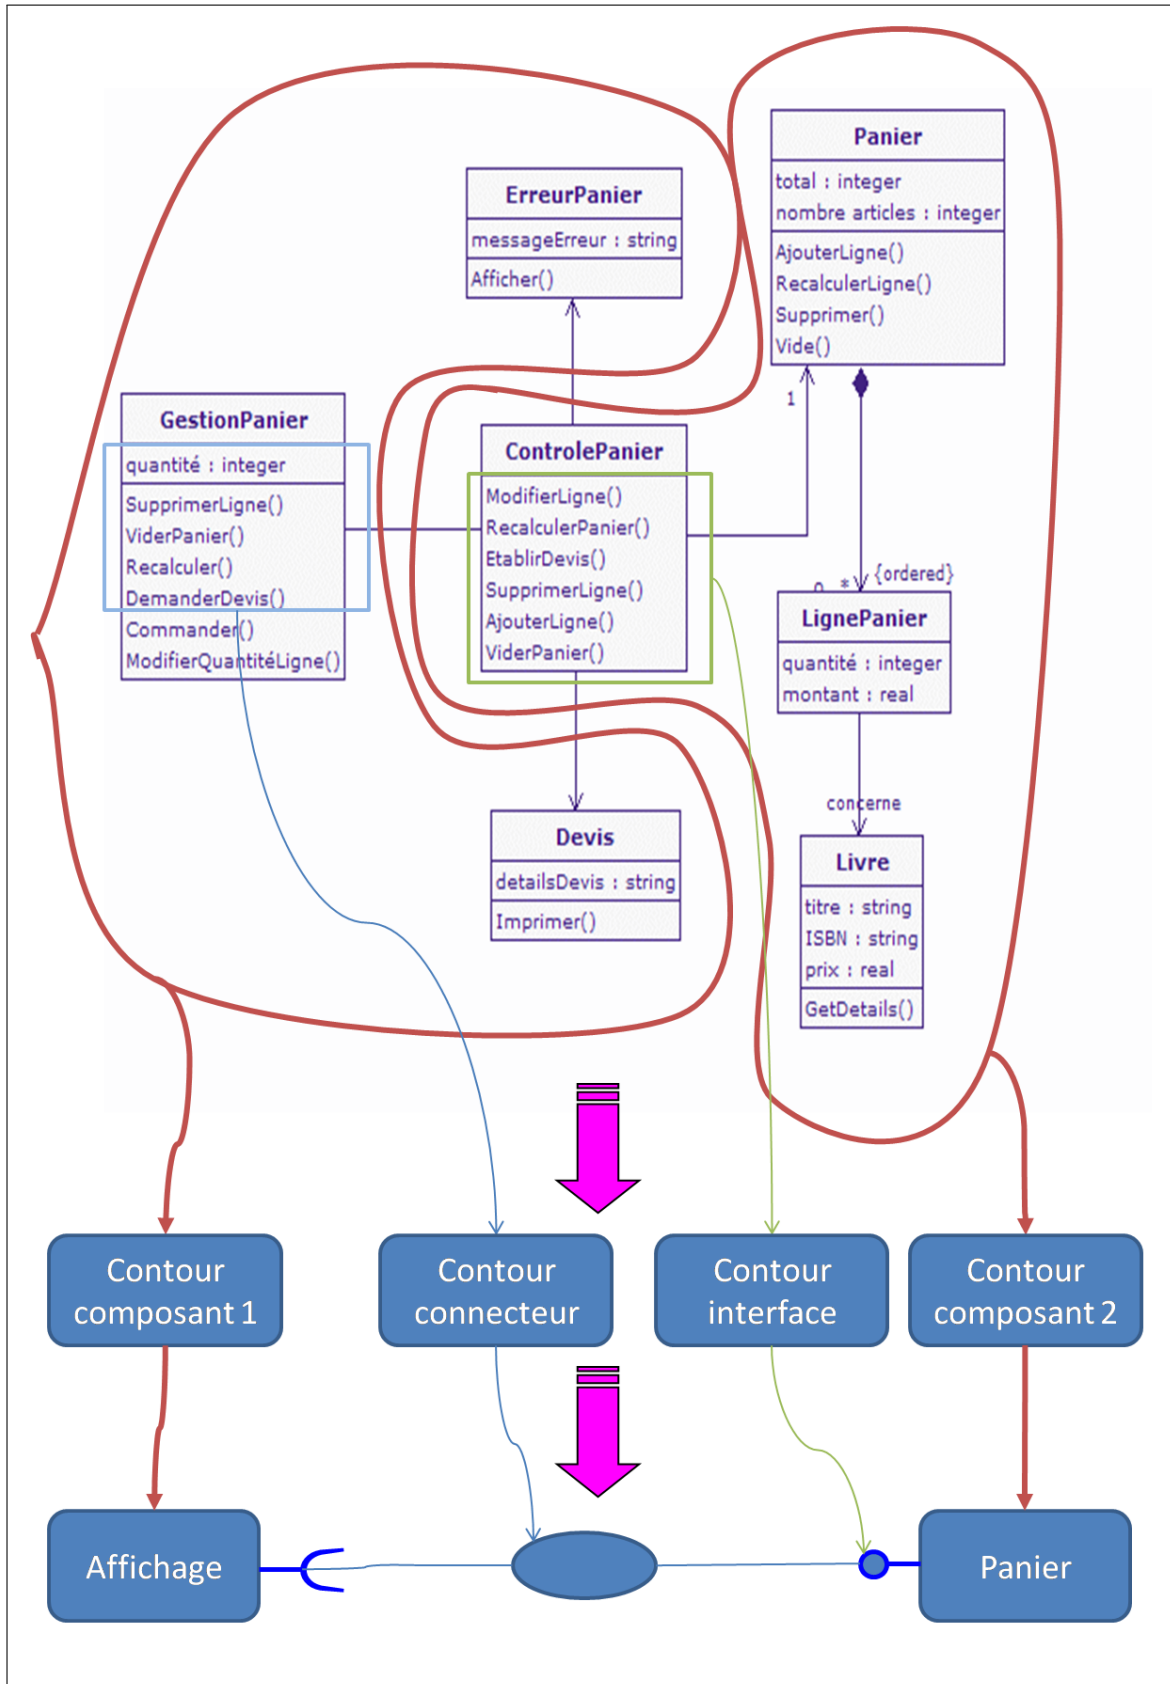 Panier
total : integer
nombre articles : integer
AjouterLigne()
RecalculerLigne()
Supprimer()
Vide()
ErreurPanier
messageErreur : string
Afficher()
1
GestionPanier
quantité : integer
SupprimerLigne()
ViderPanier()
Recalculer()
DemanderDevis()
Commander()
ModifierQuantitéLigne()
ControlePanier
ModifierLigne()
RecalculerPanier()
EtablirDevis()
SupprimerLigne()
AjouterLigne()
ViderPanier()
* {ordered}
LignePanier
quantité : integer
montant : real
concerne
Devis
detailsDevis : string
Imprimer()
Livre
titre : string
ISBN : string
prix : real
GetDetails()
Contour
composant 1
Contour
connecteur
Contour
interface
Contour
composant 2
Affichage
Panier